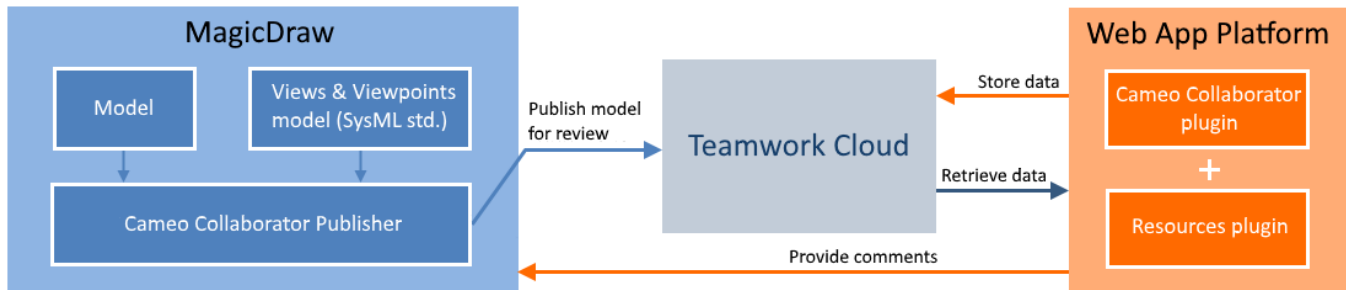 MagicDraw
Model
Views & Viewpoints
model (SysML std.)
Cameo Collaborator Publisher
Publish model
for review
Teamwork Cloud
Store data
Retrieve data
Provide comments
Web App Platform
Cameo Collaborator
plugin
+
Resources plugin